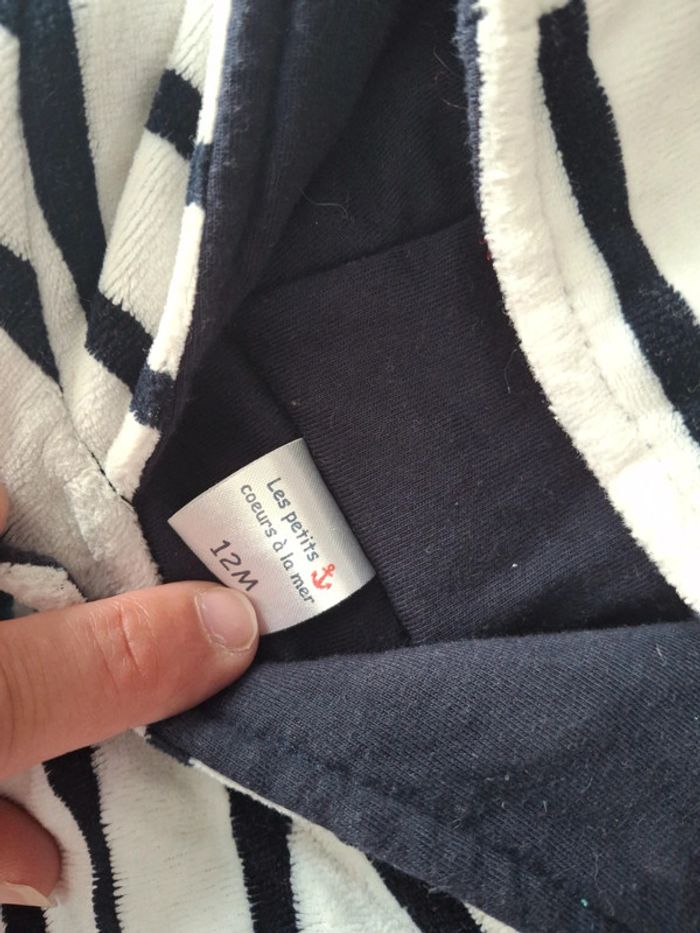 Les petits
coeurs à la mer
12M